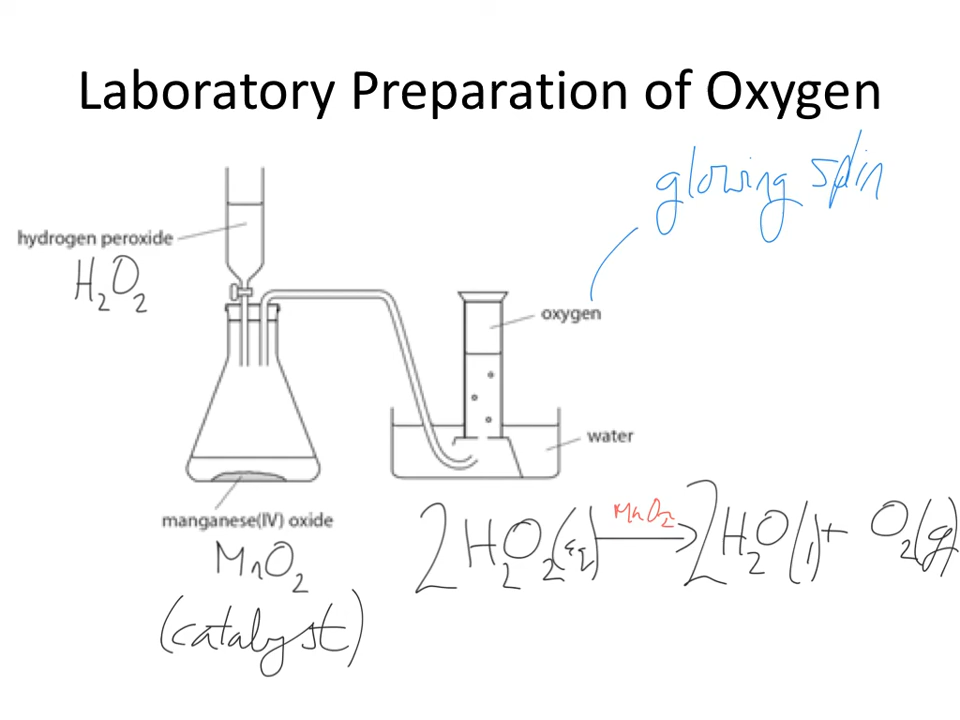 Laboratory Preparation of Oxygen
glowing splin
hydrogen peroxide
H₂O₂
oxygen
water
manganese(IV) oxide
MnO₂
(catalyst)
2H₂O₂(aq) MnO₂→ 2H₂O(l) + O₂(g)